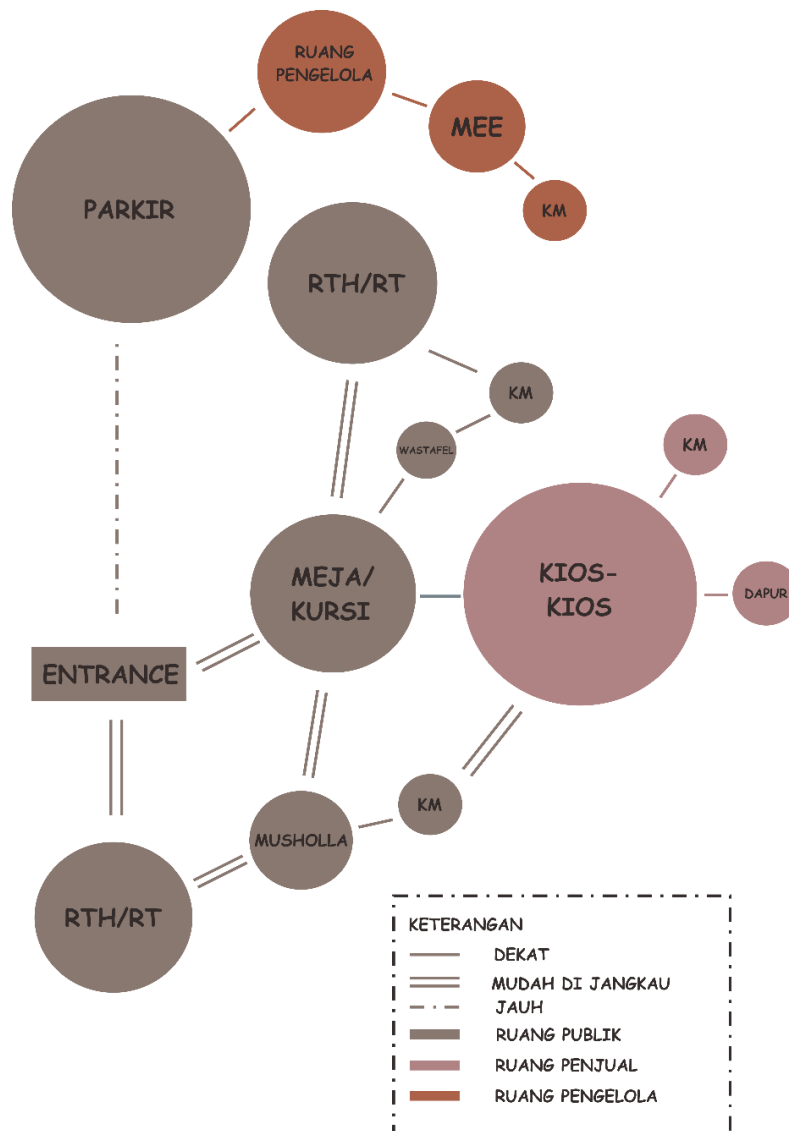 RUANG
PENGELOLA
MEE
KM
PARKIR
RTH/RT
KM
WASTAFEL
KM
MEJA/
KURSI
KIOS-
KIOS
DAPUR
ENTRANCE
MUSHOLLA
KM
RTH/RT
KETERANGAN
DEKAT
MUDAH DI JANGKAU
JAUH
RUANG PUBLIK
RUANG PENJUAL
RUANG PENGELOLA